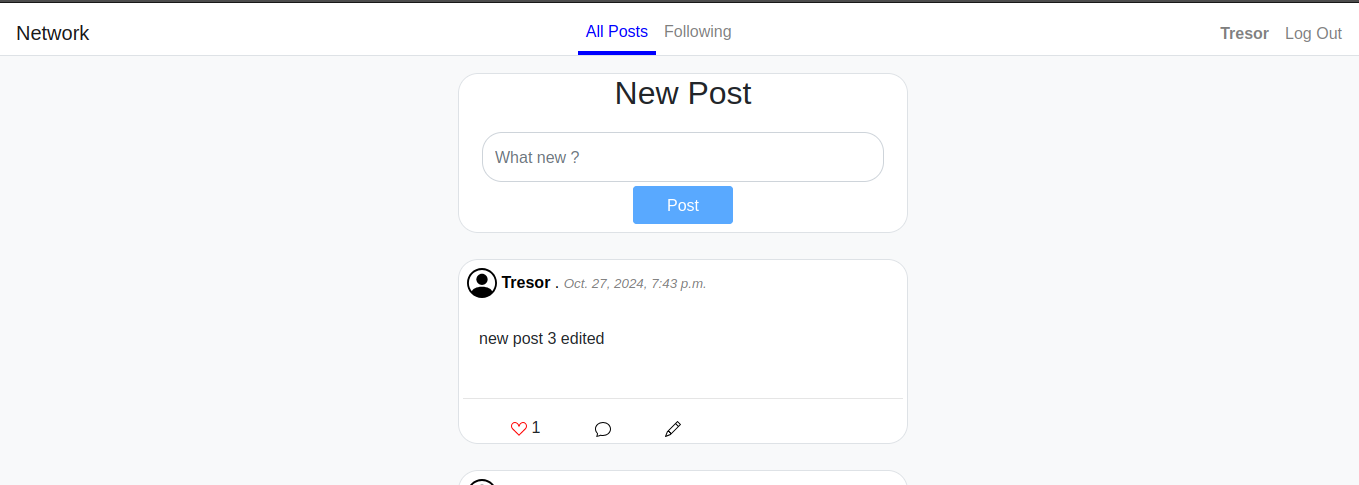 Network All Posts Following Tresor Log Out
New Post
What new ?
Post
Tresor . Oct. 27, 2024, 7:43 p.m.
new post 3 edited
1